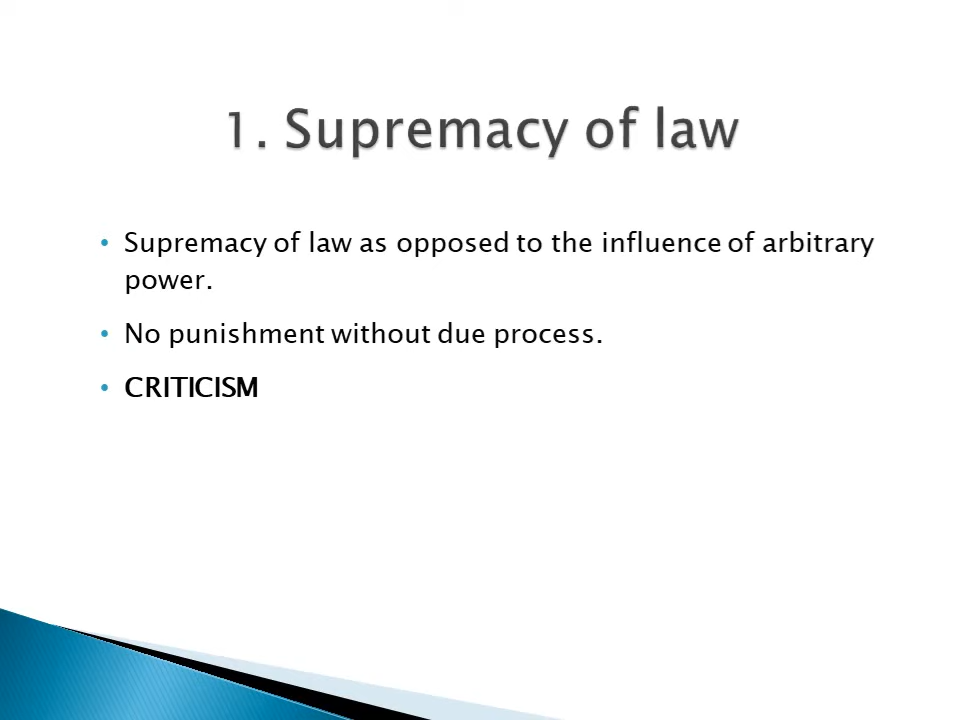 1. Supremacy of law
• Supremacy of law as opposed to the influence of arbitrary
power.
• No punishment without due process.
• CRITICISM